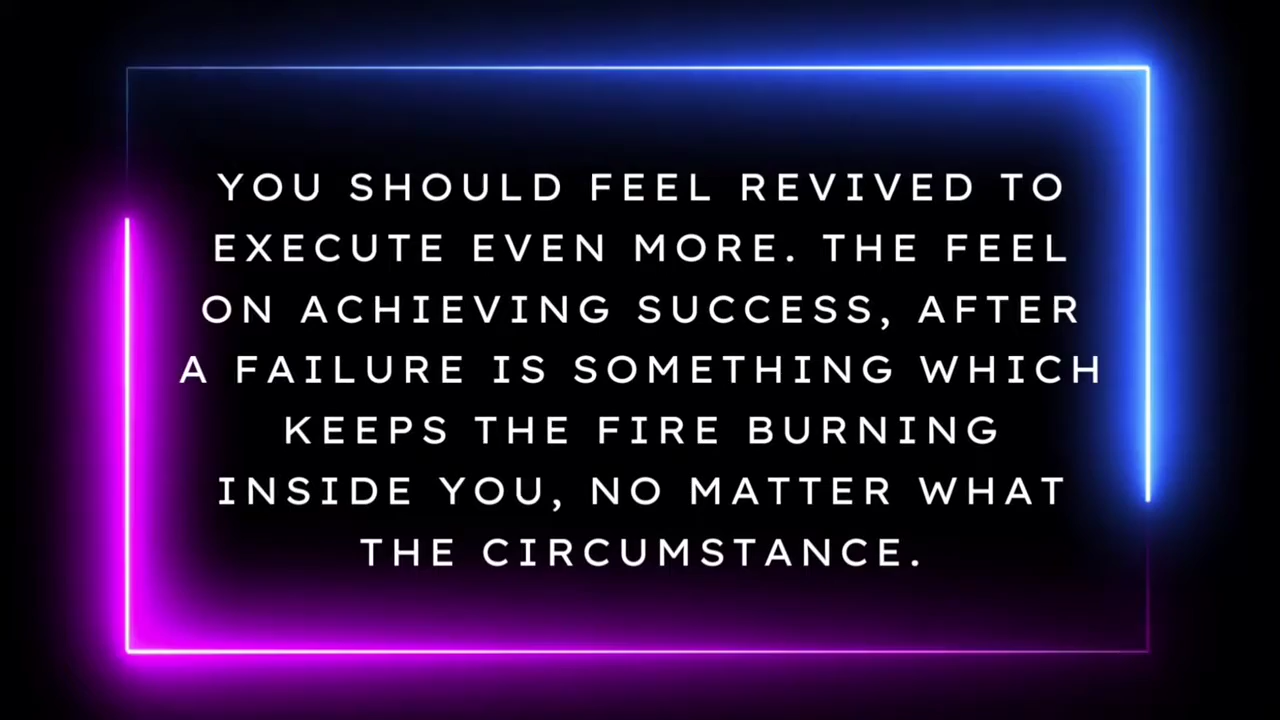 YOU SHOULD FEEL REVIVED TO
EXECUTE EVEN MORE. THE FEEL
ON ACHIEVING SUCCESS, AFTER
A FAILURE IS SOMETHING WHICH
KEEPS THE FIRE BURNING
INSIDE YOU, NO MATTER WHAT
THE CIRCUMSTANCE.